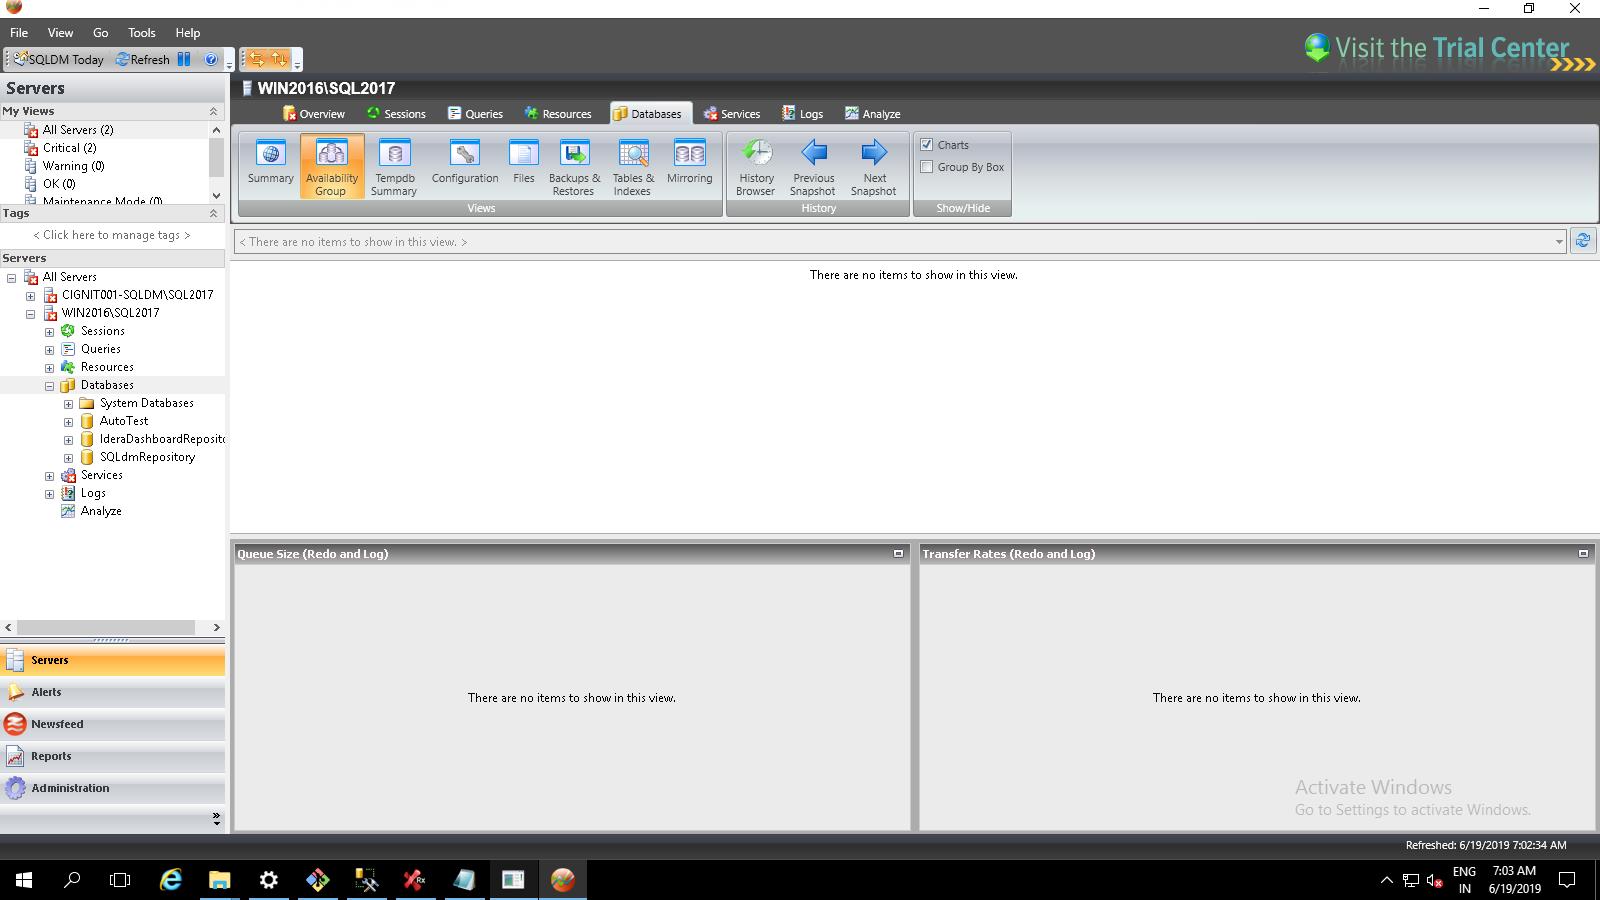 File View Go Tools Help
Visit the Trial Center
SQLDM Today Refresh
Servers
WIN2016\SQL2017
My Views
Overview Sessions Queries Resources Databases Services Logs Analyze
All Servers (2)
Critical (2)
Warning (0)
OK (0)
Maintenance Mode (0)
Summary
Availability
Group
Tempdb
Summary
Configuration
Files
Backups &
Restores
Tables &
Indexes
Mirroring
Views
History
Browser
Previous
Snapshot
Next
Snapshot
History
Charts
Group By Box
Show/Hide
Tags
< Click here to manage tags >
< There are no items to show in this view. >
There are no items to show in this view.
Servers
All Servers
CIGNIT001-SQLDM\SQL2017
WIN2016\SQL2017
Sessions
Queries
Resources
Databases
System Databases
AutoTest
IderaDashboardReposito
SQLdmRepository
Services
Logs
Analyze
Queue Size (Redo and Log)
There are no items to show in this view.
Transfer Rates (Redo and Log)
There are no items to show in this view.
Servers
Alerts
Newsfeed
Reports
Administration
Activate Windows
Go to Settings to activate Windows.
Refreshed: 6/19/2019 7:02:34 AM
Rx
ENG
IN
7:03 AM
6/19/2019